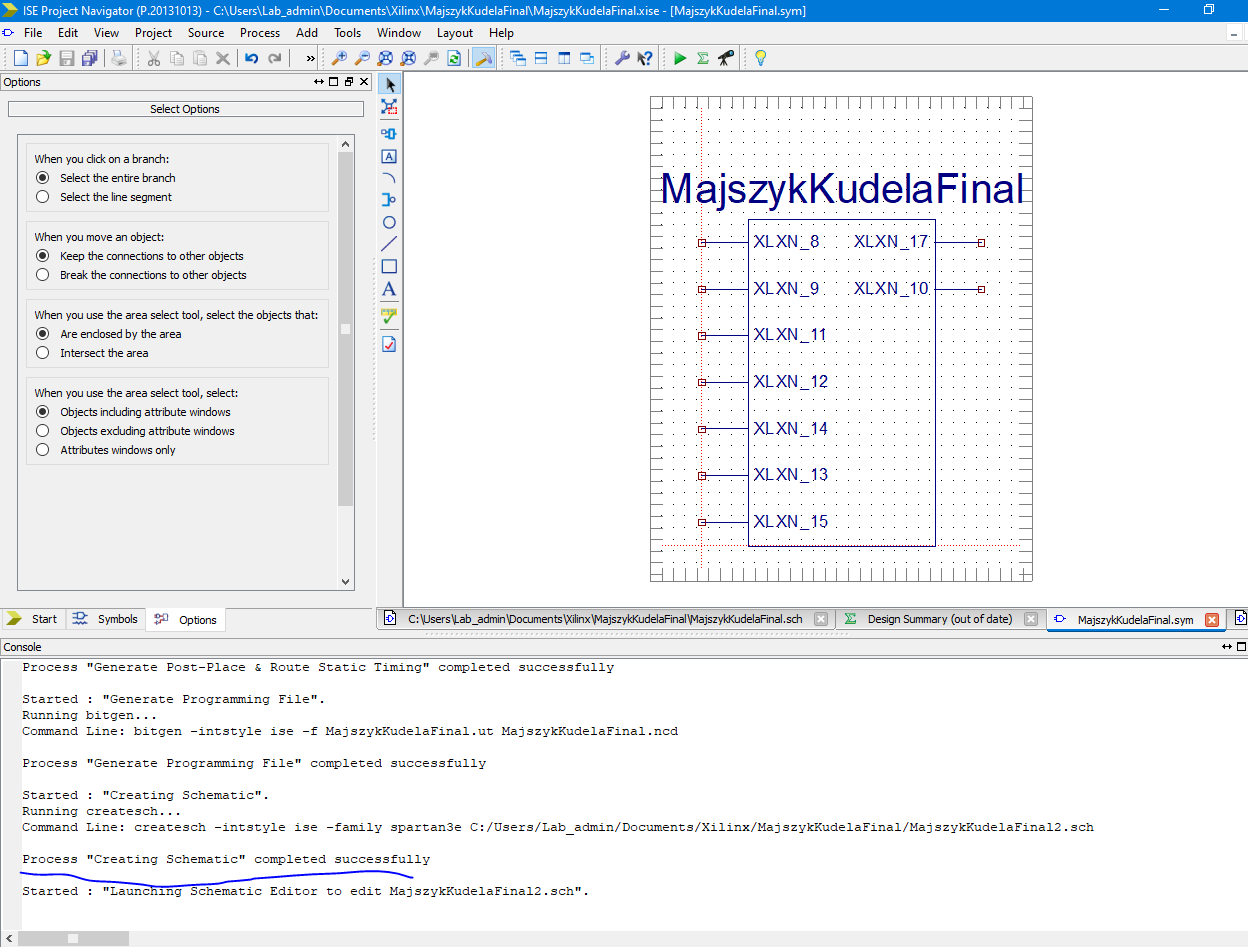 ISE Project Navigator (P.20131013) - C:\Users\Lab_admin\Documents\Xilinx\MajszykKudelaFinal\MajszykKudelaFinal.xise - [MajszykKudelaFinal.sym]
File Edit View Project Source Process Add Tools Window Layout Help
Options
Select Options
When you click on a branch:
Select the entire branch
Select the line segment
When you move an object:
Keep the connections to other objects
Break the connections to other objects
When you use the area select tool, select the objects that:
Are enclosed by the area
Intersect the area
When you use the area select tool, select:
Objects including attribute windows
Objects excluding attribute windows
Attributes windows only
MajszykKudelaFinal
XLXN_8 XLXN_17
XLXN_9 XLXN_10
XLXN_11
XLXN_12
XLXN_14
XLXN_13
XLXN_15
Start Symbols Options
C:\Users\Lab_admin\Documents\Xilinx\MajszykKudelaFinal\MajszykKudelaFinal.sch Design Summary (out of date) MajszykKudelaFinal.sym
Console
Process "Generate Post-Place & Route Static Timing" completed successfully
Started : "Generate Programming File".
Running bitgen...
Command Line: bitgen -intstyle ise -f MajszykKudelaFinal.ut MajszykKudelaFinal.ncd
Process "Generate Programming File" completed successfully
Started : "Creating Schematic".
Running createsch...
Command Line: createsch -intstyle ise -family spartan3e C:/Users/Lab_admin/Documents/Xilinx/MajszykKudelaFinal/MajszykKudelaFinal2.sch
Process "Creating Schematic" completed successfully
Started : "Launching Schematic Editor to edit MajszykKudelaFinal2.sch".